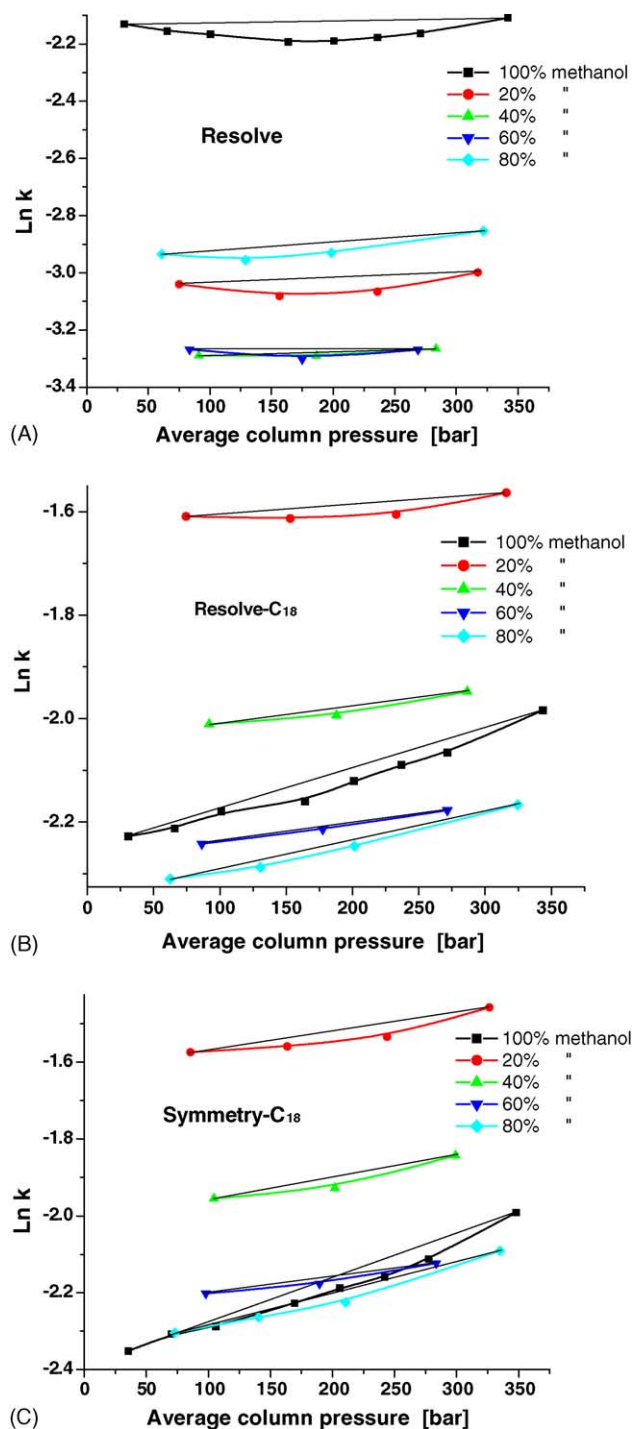 -2.2
-2.4
-2.6
-2.8
-3.0
-3.2
-3.4
Ln k
Resolve
100% methanol
20% "
40% "
60% "
80% "
0 50 100 150 200 250 300 350
(A)
Average column pressure [bar]
-1.6
-1.8
-2.0
-2.2
Ln k
Resolve-C18
100% methanol
20% "
40% "
60% "
80% "
0 50 100 150 200 250 300 350
Average column pressure [bar]
(B)
-1.6
-1.8
-2.0
-2.2
-2.4
Ln k
Symmetry-C18
100% methanol
20% "
40% "
60% "
80% "
0 50 100 150 200 250 300 350
(C)
Average column pressure [bar]